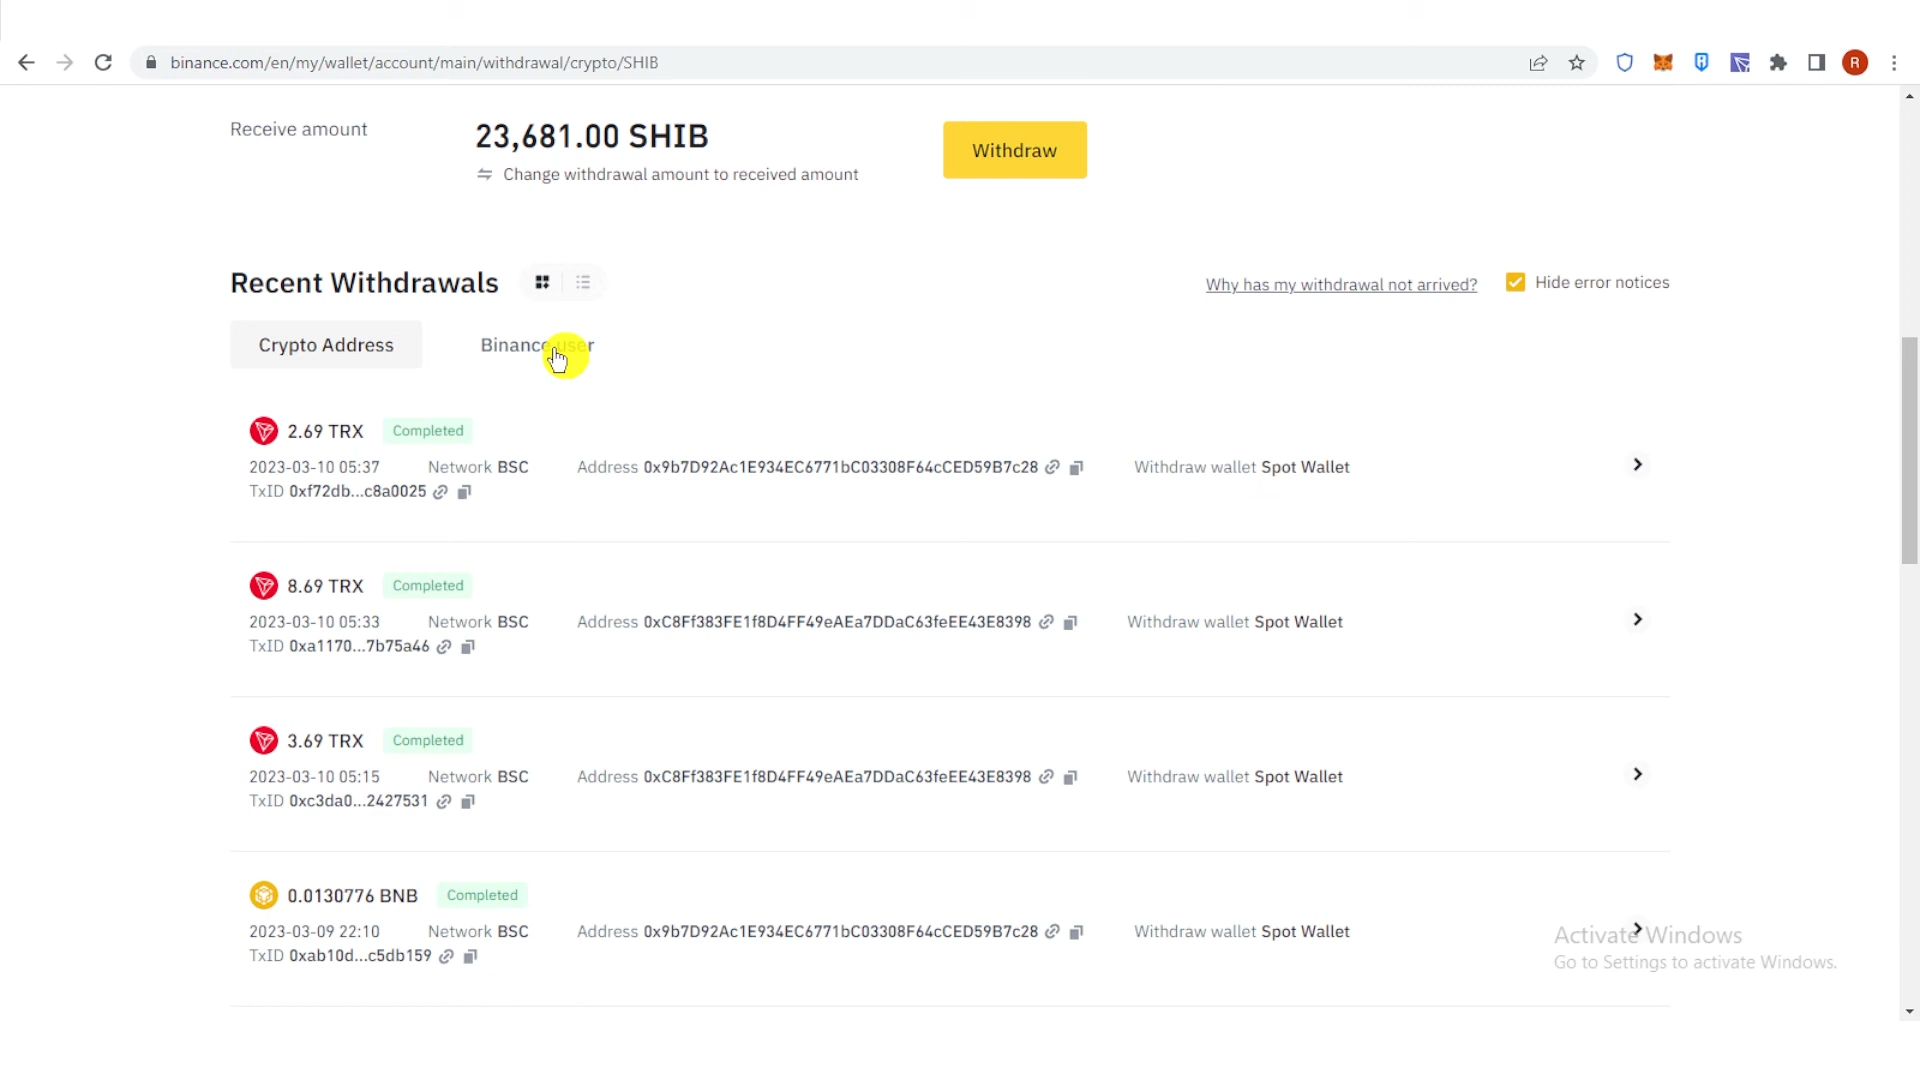 binance.com/en/my/wallet/account/main/withdrawal/crypto/SHIB
R
Receive amount
23,681.00 SHIB
Withdraw
Change withdrawal amount to received amount
Recent Withdrawals
Why has my withdrawal not arrived?
Hide error notices
Crypto Address
Binance user
2.69 TRX Completed
2023-03-10 05:37 Network BSC Address 0x9b7D92Ac1E934EC6771bC03308F64cCED59B7c28 Withdraw wallet Spot Wallet
TxID 0xf72db...c8a0025
8.69 TRX Completed
2023-03-10 05:33 Network BSC Address 0xC8Ff383FE1f8D4FF49eAEa7DDaC63feEE43E8398 Withdraw wallet Spot Wallet
TxID 0xa1170...7b75a46
3.69 TRX Completed
2023-03-10 05:15 Network BSC Address 0xC8Ff383FE1f8D4FF49eAEa7DDaC63feEE43E8398 Withdraw wallet Spot Wallet
TxID 0xc3da0...2427531
0.0130776 BNB Completed
2023-03-09 22:10 Network BSC Address 0x9b7D92Ac1E934EC6771bC03308F64cCED59B7c28 Withdraw wallet Spot Wallet
TxID 0xab10d...c5db159
Activate Windows
Go to Settings to activate Windows.